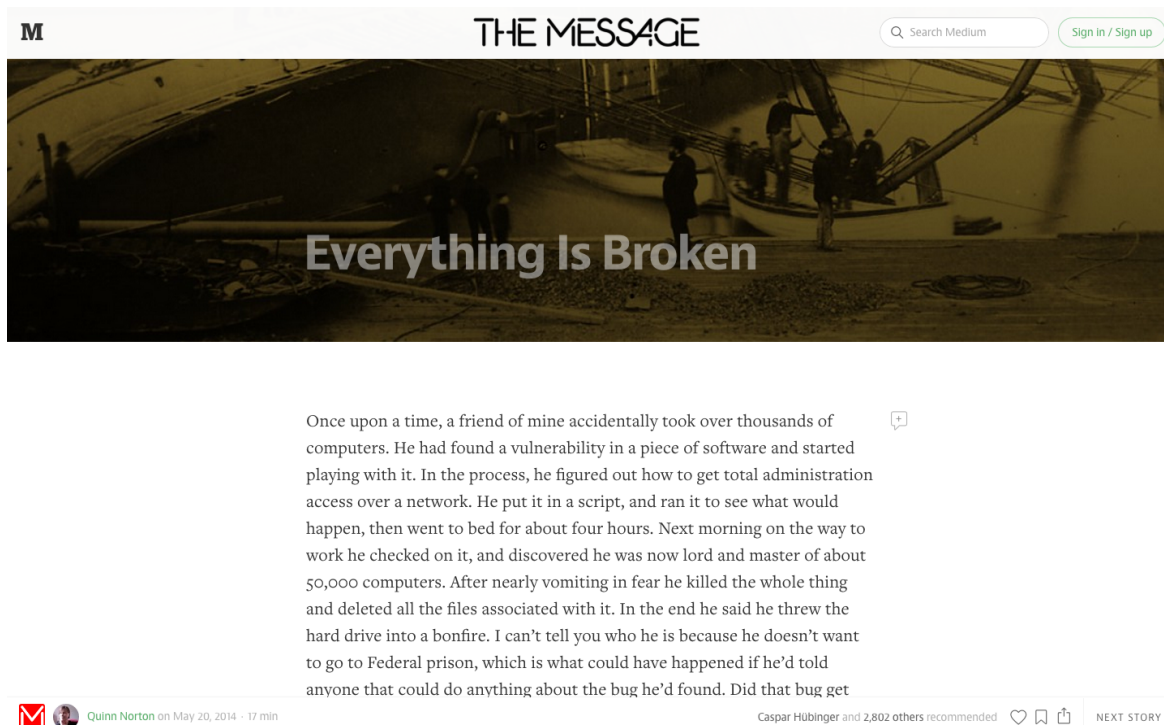 M
THE MESSAGE
Search Medium
Sign in / Sign up
Everything Is Broken
Once upon a time, a friend of mine accidentally took over thousands of
computers. He had found a vulnerability in a piece of software and started
playing with it. In the process, he figured out how to get total administration
access over a network. He put it in a script, and ran it to see what would
happen, then went to bed for about four hours. Next morning on the way to
work he checked on it, and discovered he was now lord and master of about
50,000 computers. After nearly vomiting in fear he killed the whole thing
and deleted all the files associated with it. In the end he said he threw the
hard drive into a bonfire. I can’t tell you who he is because he doesn’t want
to go to Federal prison, which is what could have happened if he’d told
anyone that could do anything about the bug he’d found. Did that bug get
Quinn Norton on May 20, 2014 · 17 min
Caspar Hübinger and 2,802 others recommended
NEXT STORY